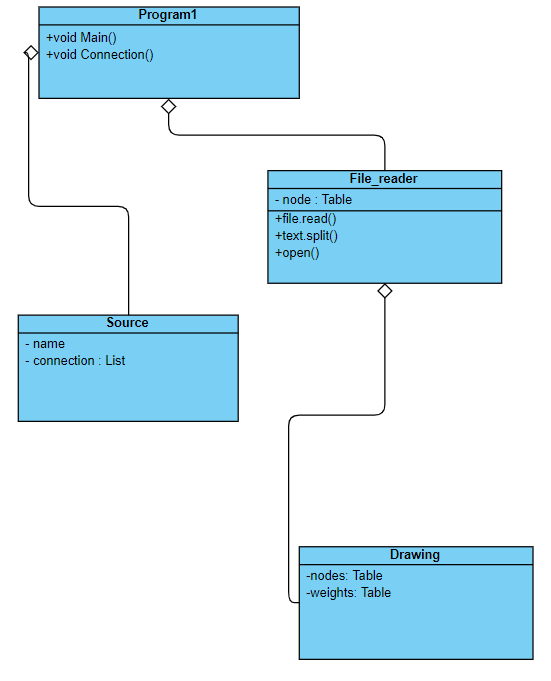 Program1
+void Main()
+void Connection()
File_reader
- node : Table
+file.read()
+text.split()
+open()
Source
- name
- connection : List
Drawing
-nodes: Table
-weights: Table